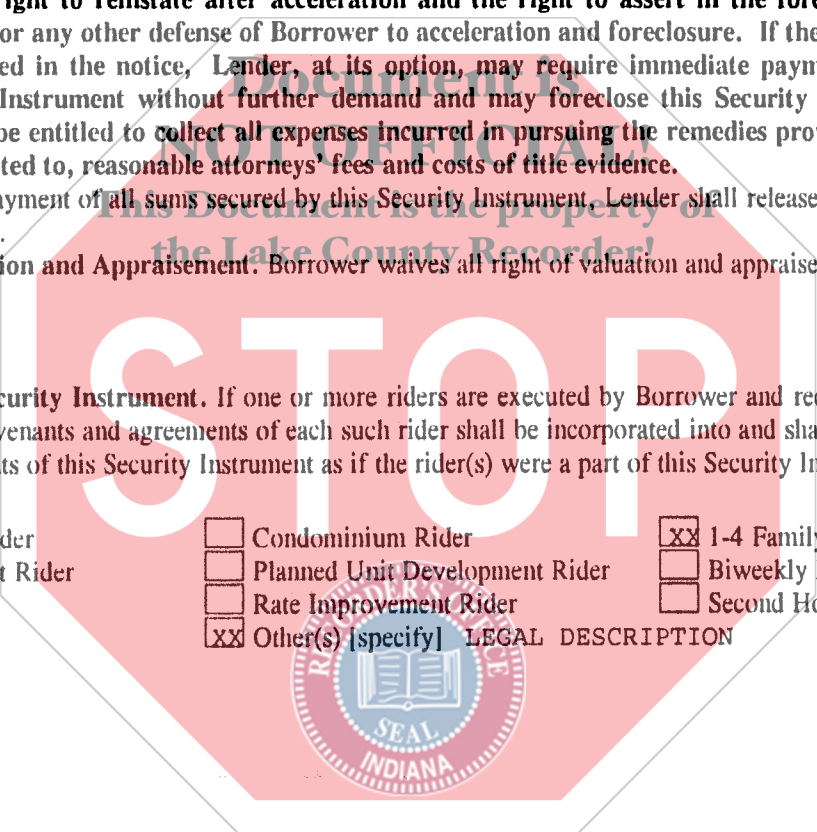 right to reinstate after acceleration and the right to assert in the fore
or any other defense of Borrower to acceleration and foreclosure. If the
ed in the notice, Lender, at its option, may require immediate paym
Instrument without further demand and may foreclose this Security
be entitled to collect all expenses incurred in pursuing the remedies pro
ted to, reasonable attorneys' fees and costs of title evidence.
ayment of all sums secured by this Security Instrument, Lender shall release
ion and Appraisement. Borrower waives all right of valuation and appraise
Document is
NOT OFFICIAL!
This Document is the property of
the Lake County Recorder!
STOP
curity Instrument. If one or more riders are executed by Borrower and rec
venants and agreements of each such rider shall be incorporated into and sha
ts of this Security Instrument as if the rider(s) were a part of this Security In
der Condominium Rider XX 1-4 Family
t Rider Planned Unit Development Rider Biweekly
Rate Improvement Rider Second Ho
XX Other(s) [specify] LEGAL DESCRIPTION
RECORDER'S OFFICE
SEAL
INDIANA